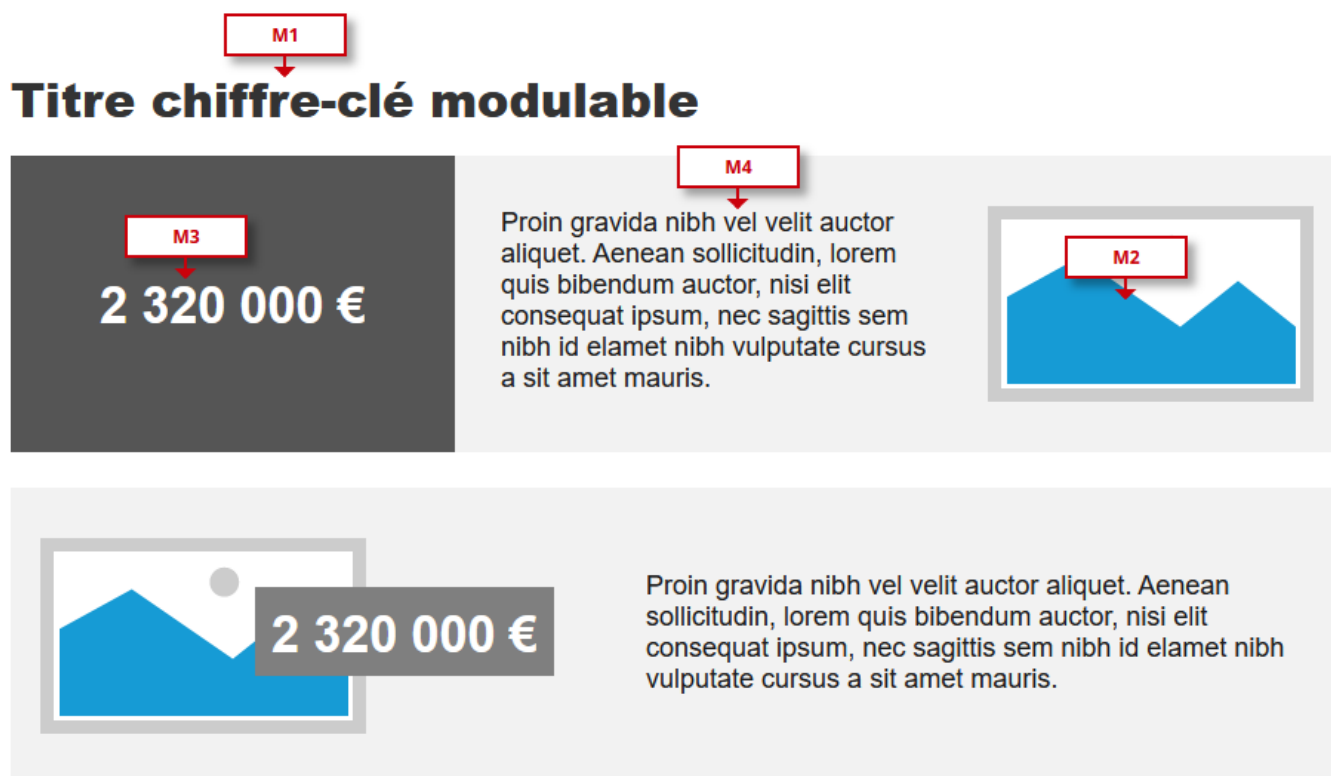 M1
Titre chiffre-clé modulable
M3
2 320 000 €
M4
Proin gravida nibh vel velit auctor
aliquet. Aenean sollicitudin, lorem
quis bibendum auctor, nisi elit
consequat ipsum, nec sagittis sem
nibh id elamet nibh vulputate cursus
a sit amet mauris.
M2
2 320 000 €
Proin gravida nibh vel velit auctor aliquet. Aenean
sollicitudin, lorem quis bibendum auctor, nisi elit
consequat ipsum, nec sagittis sem nibh id elamet nibh
vulputate cursus a sit amet mauris.